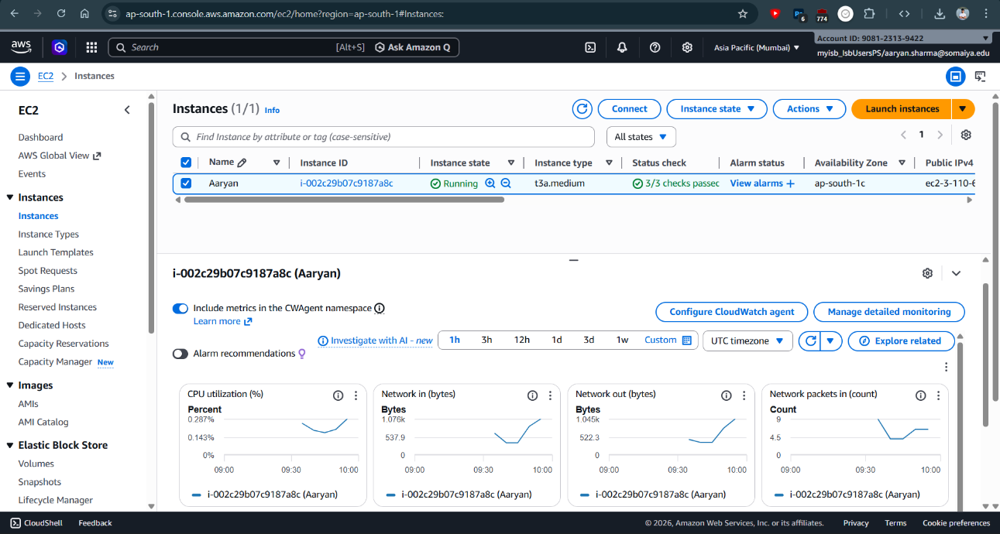 ap-south-1.console.aws.amazon.com/ec2/home?region=ap-south-1#Instances:
6
774
aws
Search
[Alt+S]
Ask Amazon Q
Asia Pacific (Mumbai)
Account ID: 9081-2313-9422
myisb_IsbUsersPS/aaryan.sharma@somaiya.edu
EC2
Instances
EC2
Dashboard
AWS Global View
Events
Instances
Instances
Instance Types
Launch Templates
Spot Requests
Savings Plans
Reserved Instances
Dedicated Hosts
Capacity Reservations
Capacity Manager New
Images
AMIs
AMI Catalog
Elastic Block Store
Volumes
Snapshots
Lifecycle Manager
Instances (1/1) Info
Connect
Instance state
Actions
Launch instances
Find Instance by attribute or tag (case-sensitive)
All states
1
Name
Instance ID
Instance state
Instance type
Status check
Alarm status
Availability Zone
Public IPv4
Aaryan
i-002c29b07c9187a8c
Running
t3a.medium
3/3 checks passec
View alarms +
ap-south-1c
ec2-3-110-6
i-002c29b07c9187a8c (Aaryan)
Include metrics in the CWAgent namespace
Learn more
Configure CloudWatch agent
Manage detailed monitoring
Alarm recommendations
Investigate with AI - new
1h
3h
12h
1d
3d
1w
Custom
UTC timezone
Explore related
CPU utilization (%)
Percent
0.287%
0.143%
0%
09:00
09:30
10:00
i-002c29b07c9187a8c (Aaryan)
Network in (bytes)
Bytes
1.076k
537.9
0
09:00
09:30
10:00
i-002c29b07c9187a8c (Aaryan)
Network out (bytes)
Bytes
1.045k
522.3
0
09:00
09:30
10:00
i-002c29b07c9187a8c (Aaryan)
Network packets in (count)
Count
9
4.5
0
09:00
09:30
10:00
i-002c29b07c9187a8c (Aaryan)
CloudShell
Feedback
© 2026, Amazon Web Services, Inc. or its affiliates.
Privacy
Terms
Cookie preferences